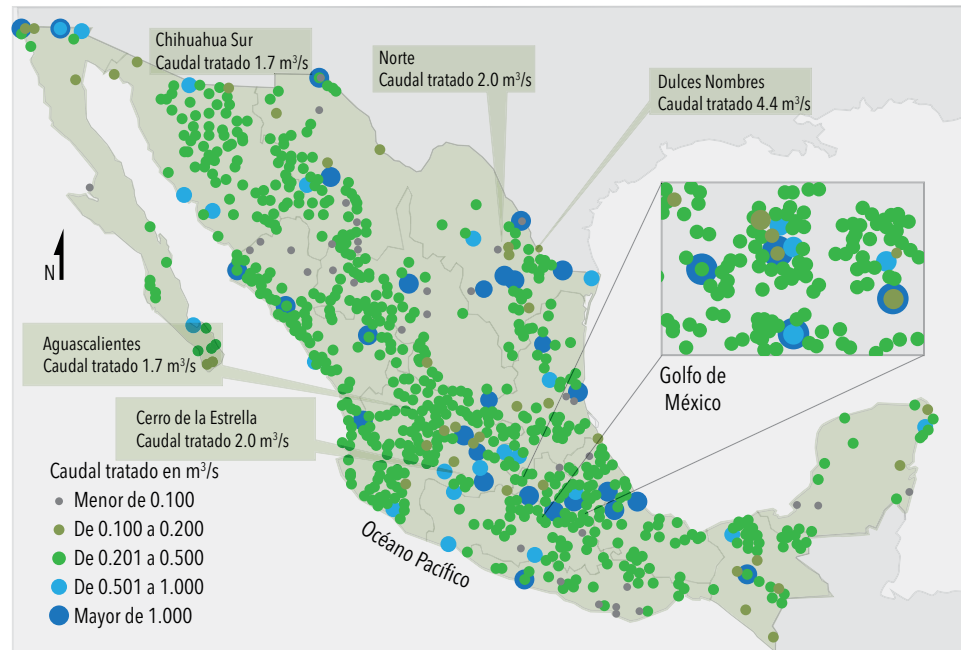 Chihuahua Sur
Caudal tratado 1.7 m³/s
Norte
Caudal tratado 2.0 m³/s
Dulces Nombres
Caudal tratado 4.4 m³/s
N
Aguascalientes
Caudal tratado 1.7 m³/s
Golfo de
México
Cerro de la Estrella
Caudal tratado 2.0 m³/s
Caudal tratado en m³/s
Menor de 0.100
De 0.100 a 0.200
De 0.201 a 0.500
De 0.501 a 1.000
Mayor de 1.000
Océano Pacífico